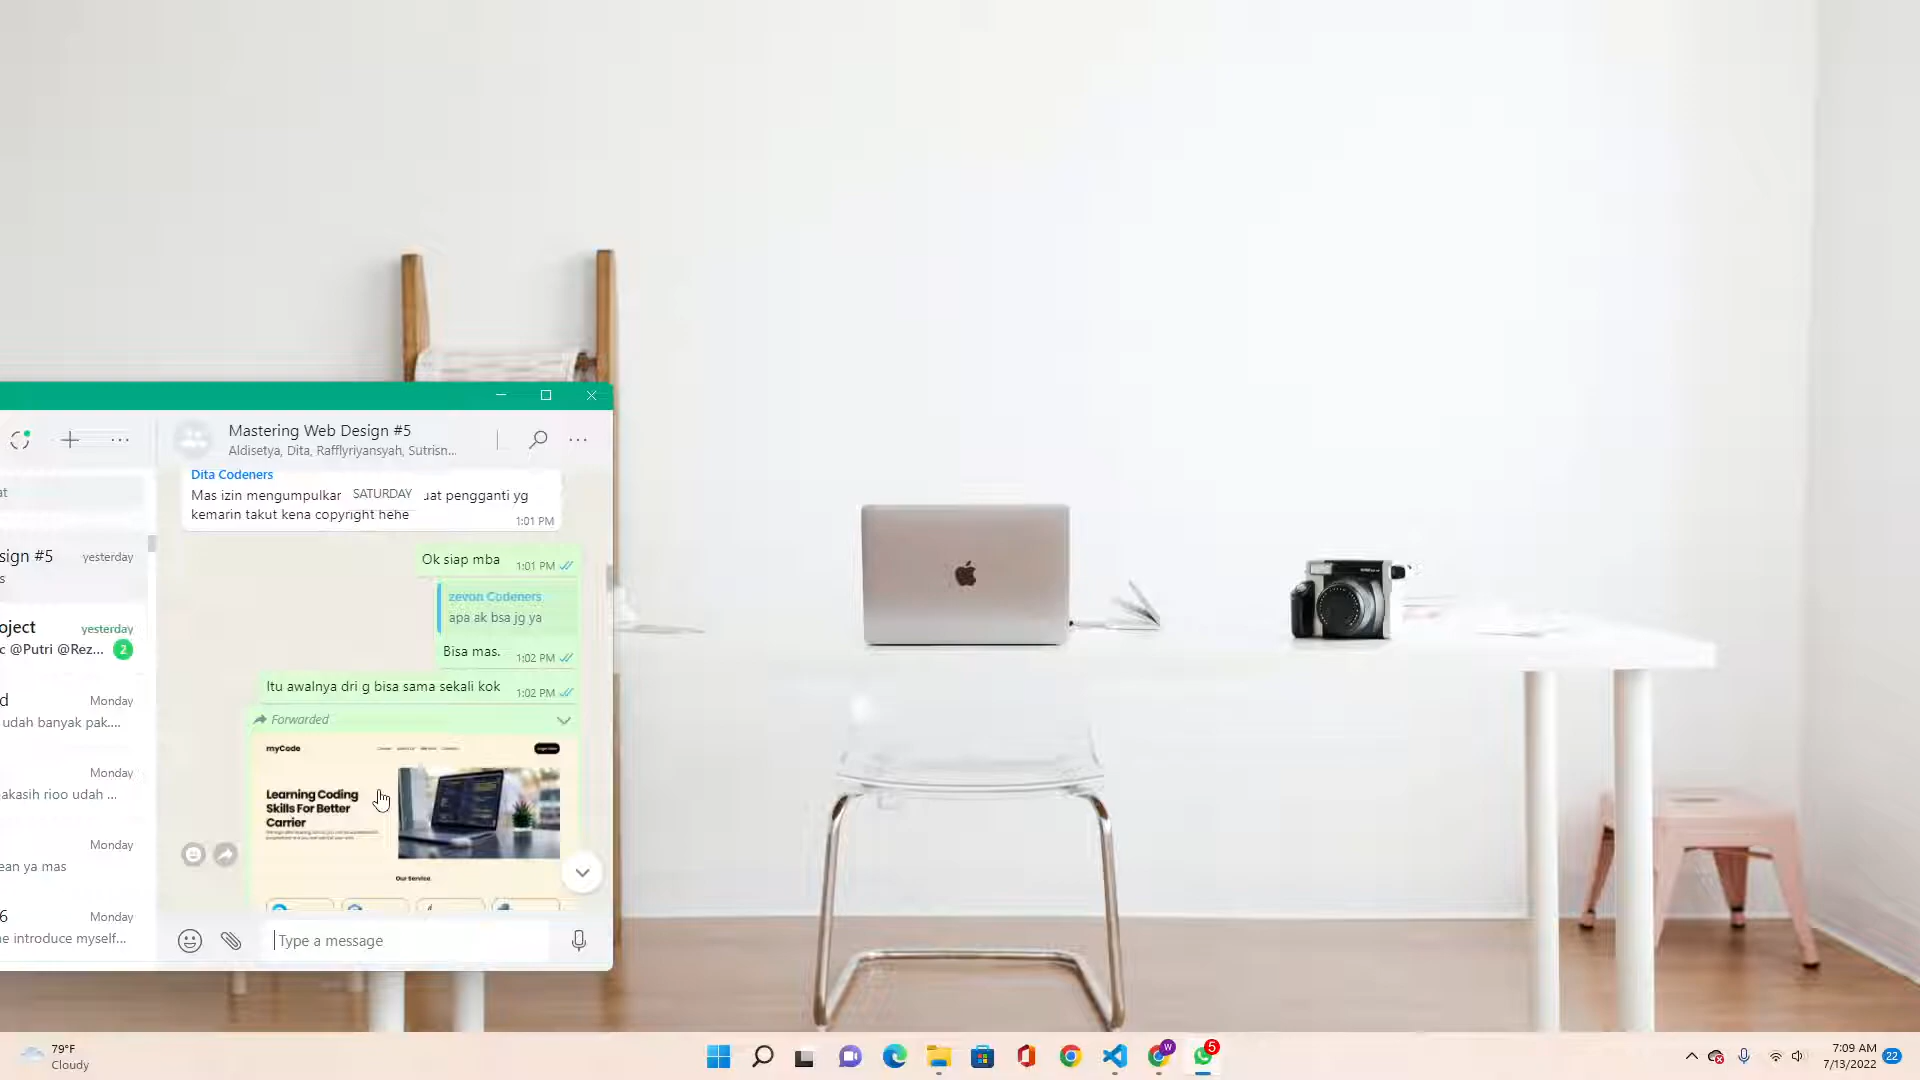 Mastering Web Design #5
Aldisetya, Dita, Rafflyriyansyah, Sutrisn...
at
sign #5 yesterday
s
oject yesterday
c @Putri @Rez... 2
d Monday
udah banyak pak....
Monday
akasih rioo udah ...
Monday
ean ya mas
6 Monday
ne introduce myself...
Dita Codeners
Mas izin mengumpulkar SATURDAY uat pengganti yg
kemarin takut kena copyright hehe
1:01 PM
Ok siap mba 1:01 PM
zevon Codeners
apa ak bsa jg ya
Bisa mas. 1:02 PM
Itu awalnya dri g bisa sama sekali kok 1:02 PM
Forwarded
myCode
Learning Coding
Skills For Better
Carrier
Our Service
Type a message
79°F
Cloudy
W
5
7:09 AM
7/13/2022
22